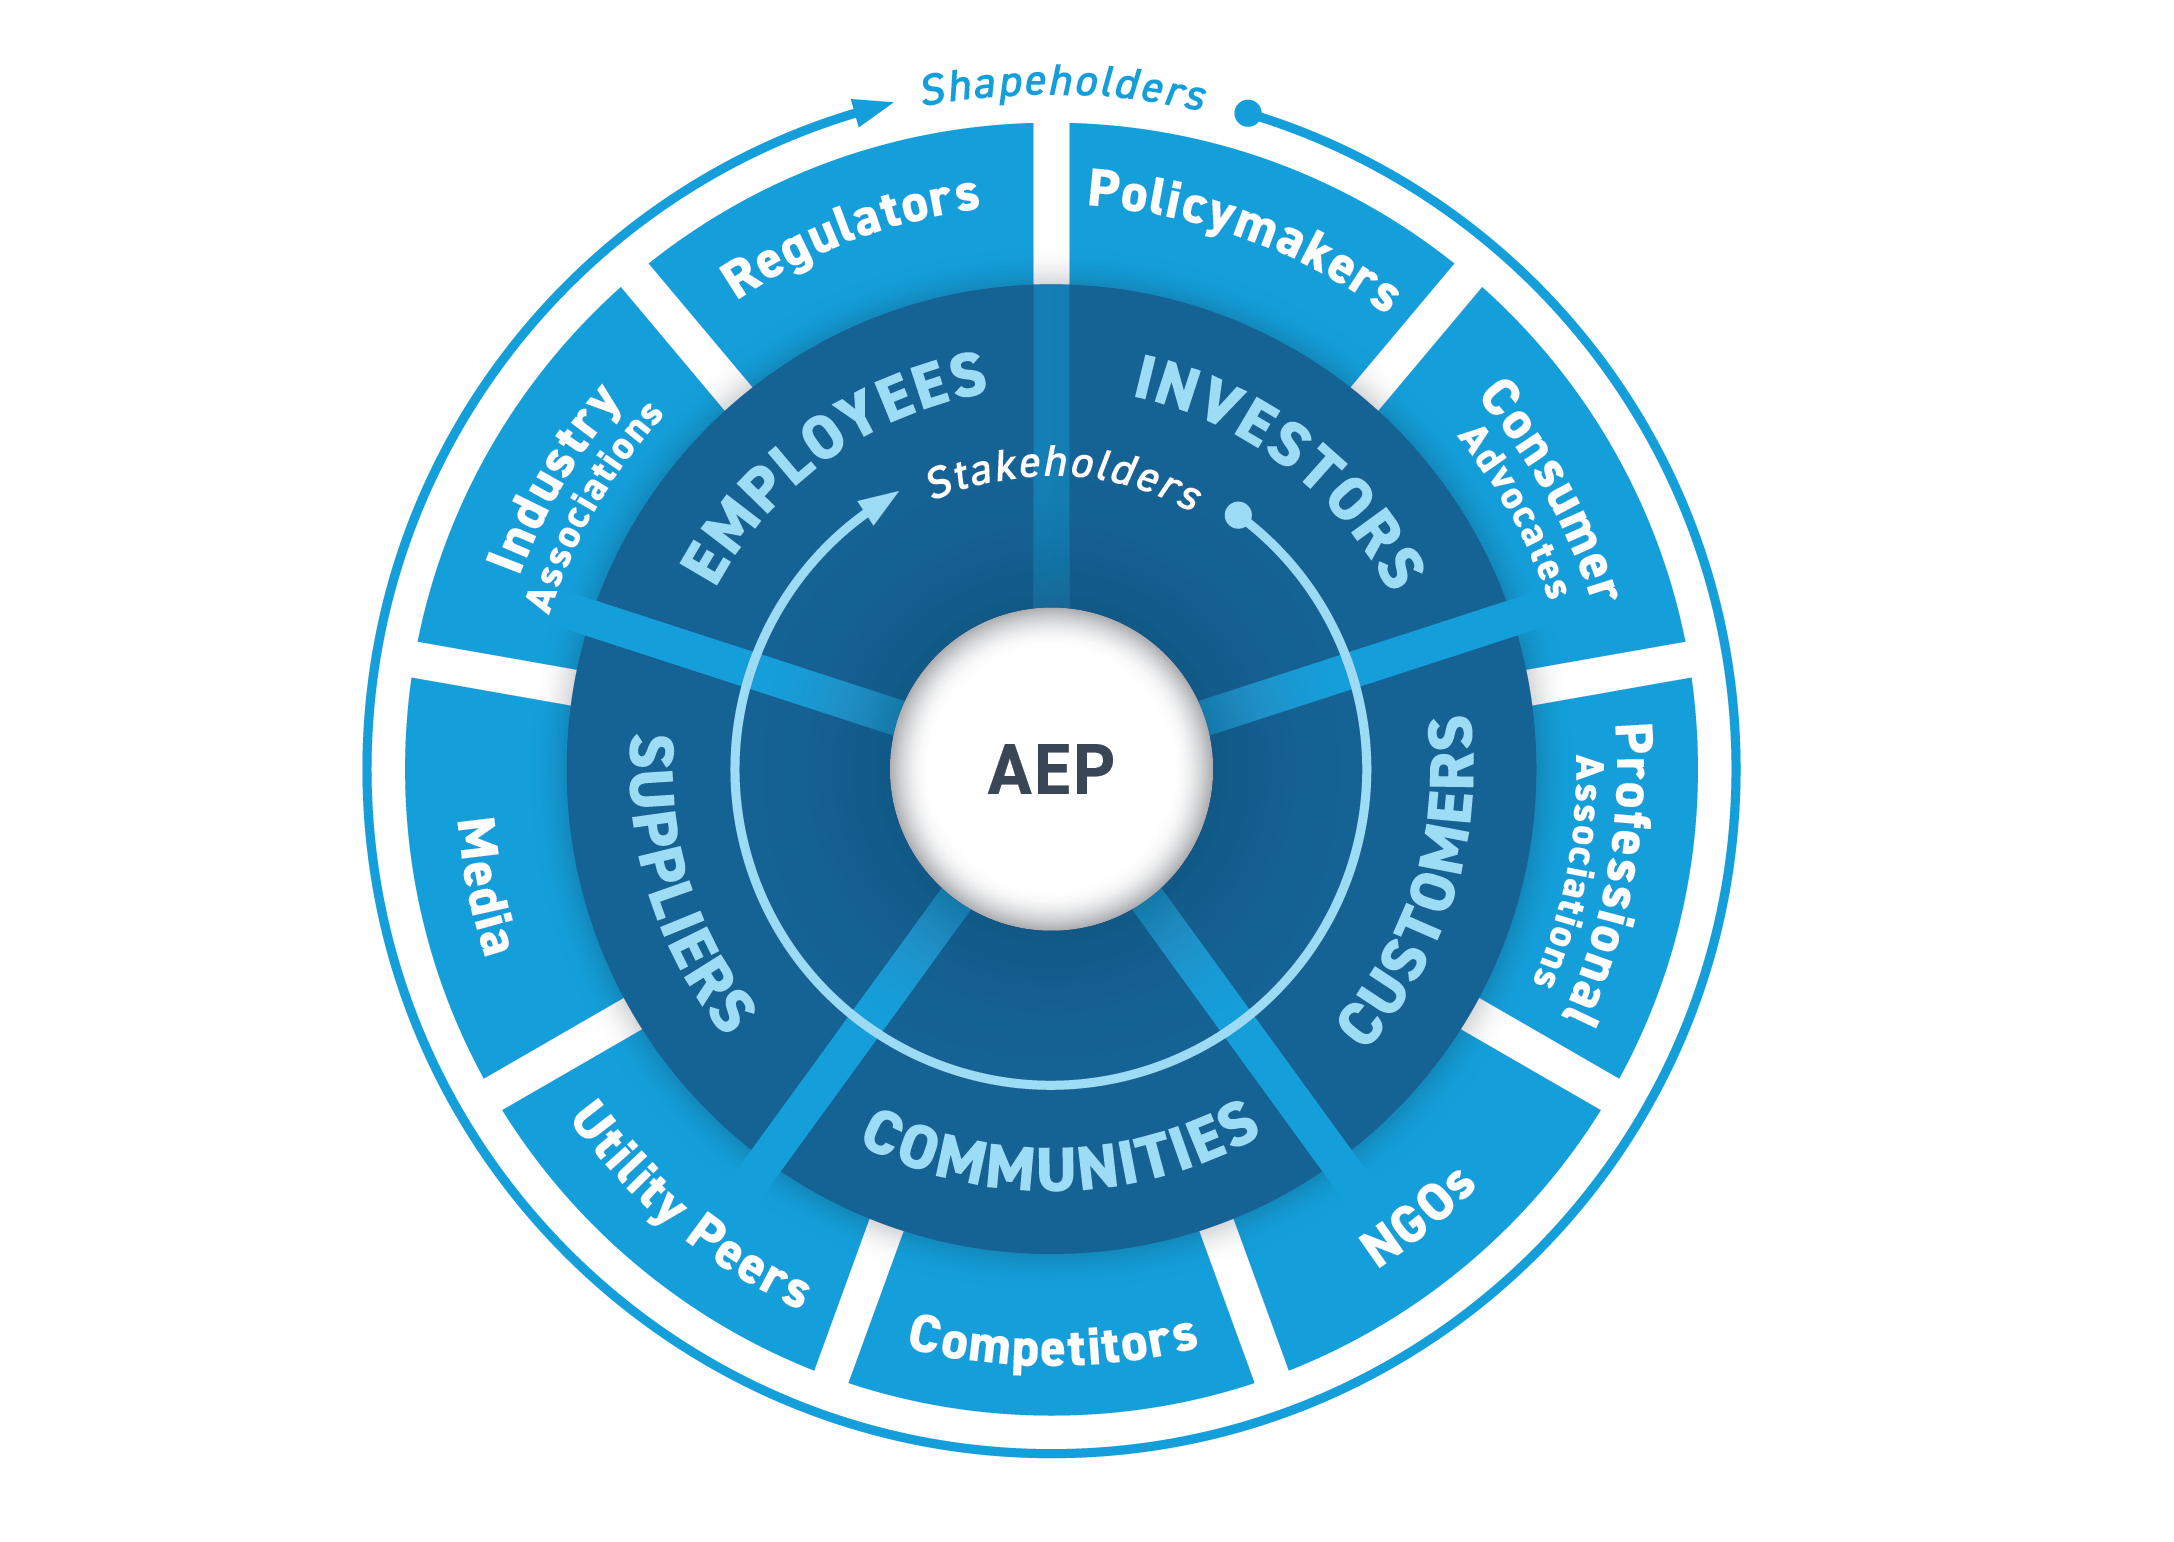 Shapeholders
Policymakers
Consumer
Advocates
Professional
Associations
NGOs
Competitors
Utility Peers
Media
Industry
Associations
Regulators
Stakeholders
INVESTORS
CUSTOMERS
COMMUNITIES
SUPPLIERS
EMPLOYEES
AEP